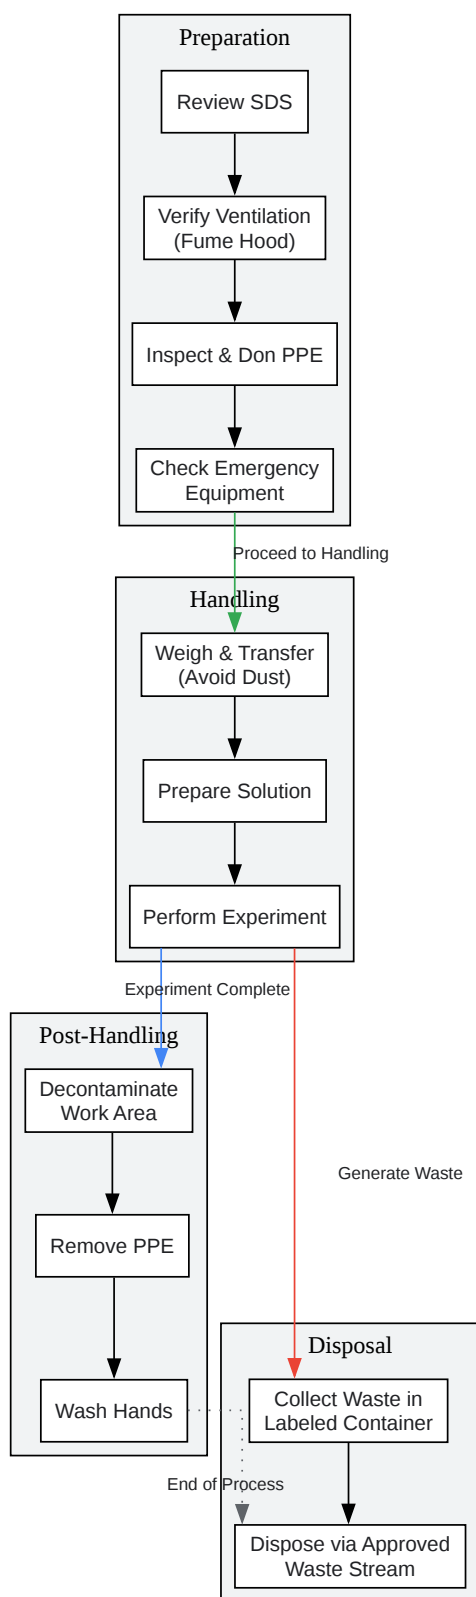 Preparation
Review SDS
Verify Ventilation
(Fume Hood)
Inspect & Don PPE
Check Emergency
Equipment
Proceed to Handling
Handling
Weigh & Transfer
(Avoid Dust)
Prepare Solution
Perform Experiment
Experiment Complete
Post-Handling
Decontaminate
Work Area
Generate Waste
Remove PPE
Disposal
Wash Hands
Collect Waste in
Labeled Container
End of Process
Dispose via Approved
Waste Stream